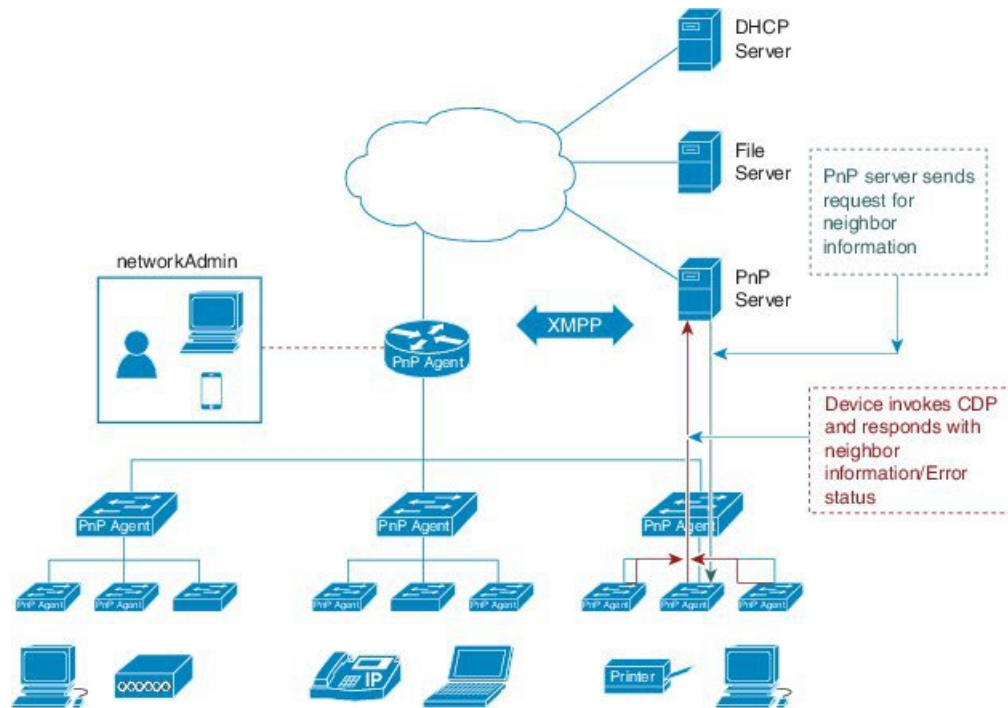 DHCP
Server
File
Server
PnP server sends
request for
neighbor
information
networkAdmin
PnP
Server
XMPP
PnP Agent
Device invokes CDP
and responds with
neighbor
information/Error
status
PnP Agent
PnP Agent
PnP Agent
PnP Agent
PnP Agent
PnP Agent
PnP Agent
PnP Agent
PnP Agent
PnP Agent
IP
Printer